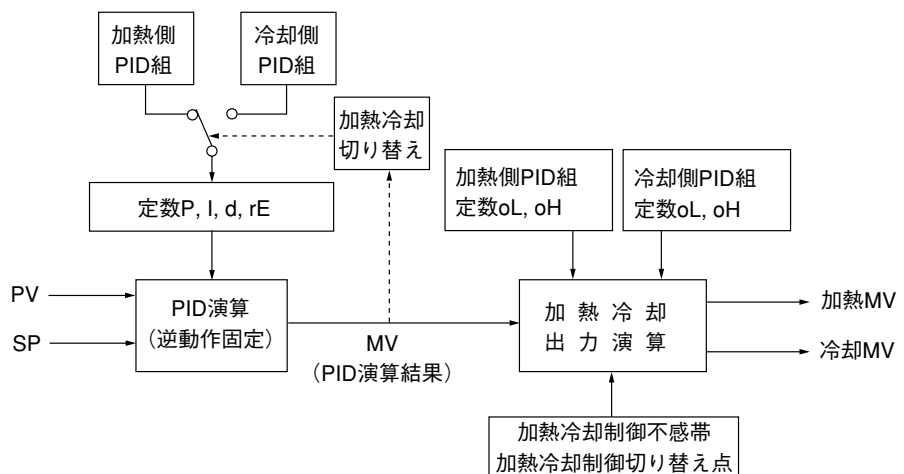 加熱側
PID組
冷却側
PID組
加熱冷却
切り替え
加熱側PID組
定数oL, oH
冷却側PID組
定数oL, oH
定数P, I, d, rE
PV
SP
PID演算
（逆動作固定）
MV
（PID演算結果）
加熱冷却
出力演算
加熱MV
冷却MV
加熱冷却制御不感帯
加熱冷却制御切り替え点